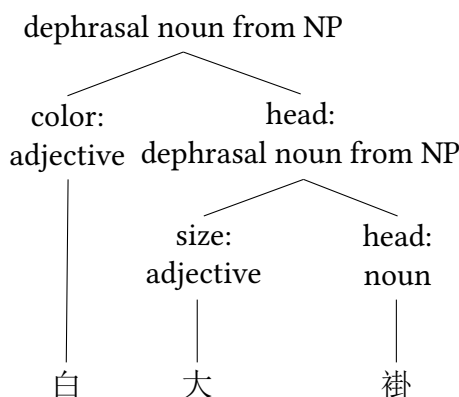 dephrasal noun from NP
color:
adjective
head:
dephrasal noun from NP
size:
adjective
head:
noun
白 大 褂